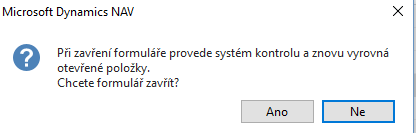 Microsoft Dynamics NAV
Při zavření formuláře provede systém kontrolu a znovu vyrovná
otevřené položky.
Chcete formulář zavřít?
Ano
Ne